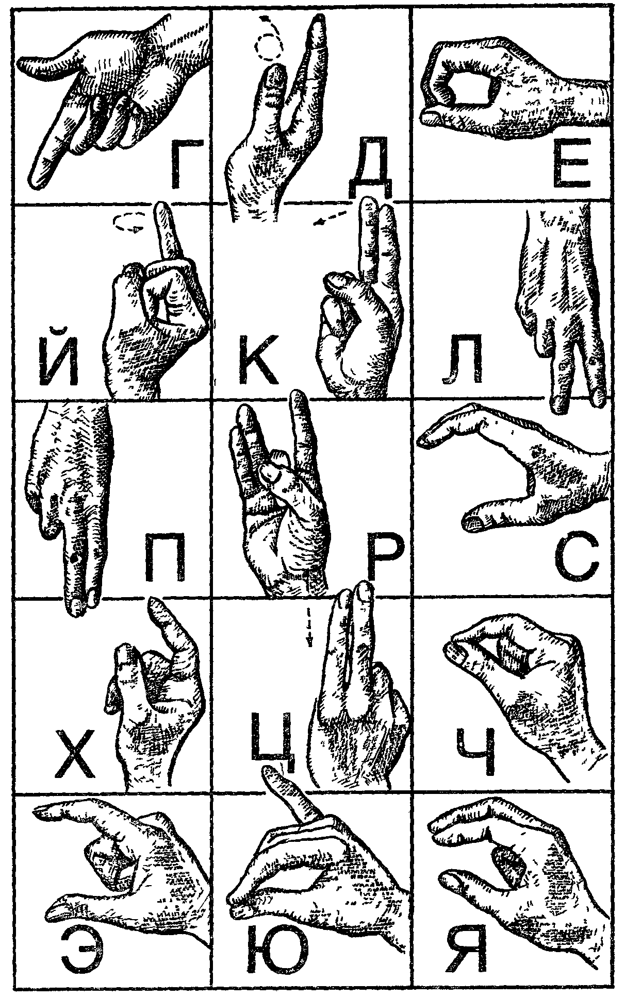 Г Д Е
Й К Л
П Р С
Х Ц Ч
Э Ю Я